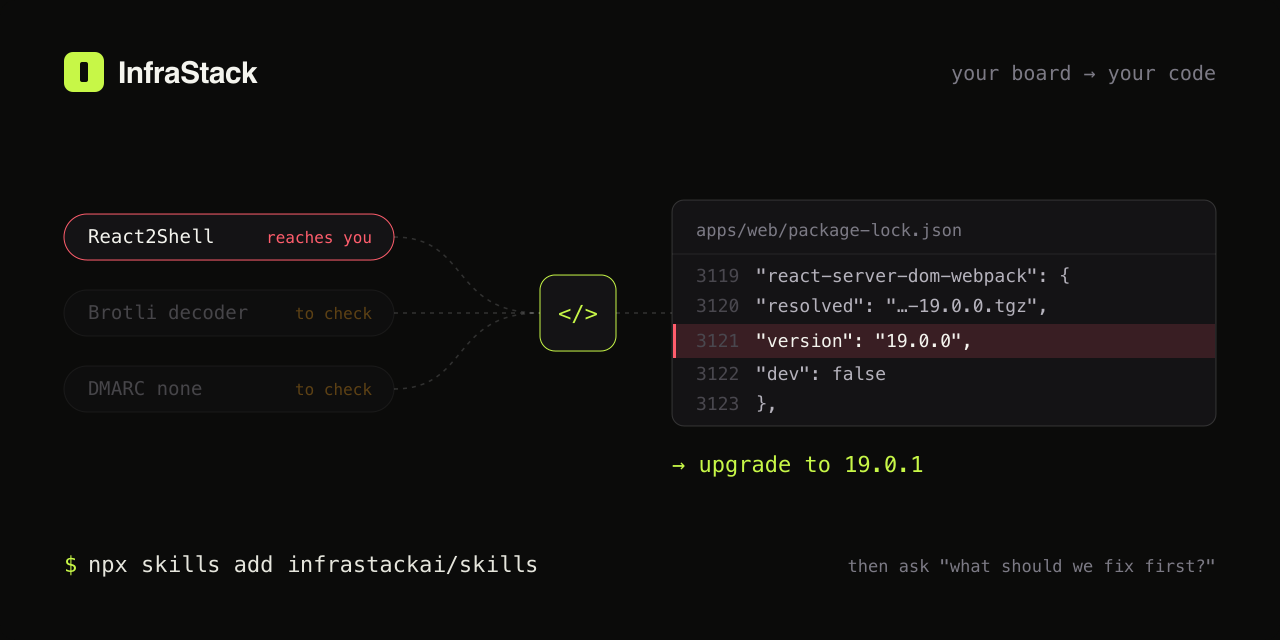 InfraStack
your board → your code
React2Shell reaches you
Brotli decoder to check
DMARC none to check
</>
apps/web/package-lock.json
3119 "react-server-dom-webpack": {
3120 "resolved": "…-19.0.0.tgz",
3121 "version": "19.0.0",
3122 "dev": false
3123 },
→ upgrade to 19.0.1
$ npx skills add infrastackai/skills
then ask "what should we fix first?"